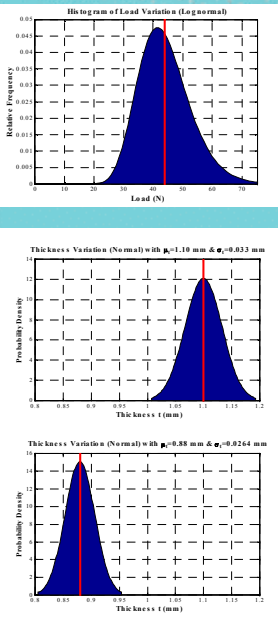 Histogram of Load Variation (Lognormal)
Relative Frequency
0.05
0.045
0.04
0.035
0.03
0.025
0.02
0.015
0.01
0.005
0
0 10 20 30 40 50 60 70
Load (N)
Thickness Variation (Normal) with μt=1.10 mm & σt=0.033 mm
Probability Density
14
12
10
8
6
4
2
0
0.8 0.85 0.9 0.95 1 1.05 1.1 1.15 1.2
Thickness t (mm)
Thickness Variation (Normal) with μt=0.88 mm & σt=0.0264 mm
Probability Density
16
14
12
10
8
6
4
2
0
0.8 0.85 0.9 0.95 1 1.05 1.1 1.15 1.2
Thickness t (mm)